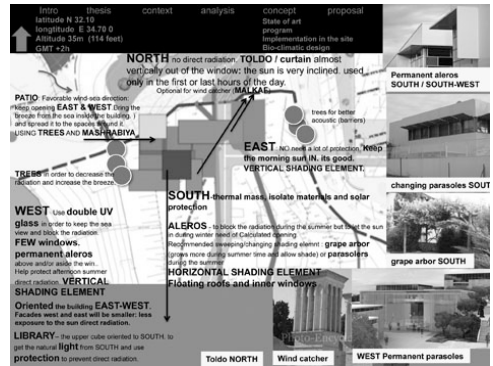 Intro thesis context analysis concept proposal
latitude N 32.10
longtitude E 34.78 0
Altitude 35m (114 feet)
GMT +2h
State of art
program
Implementation in the site
Bio-climatic design
NORTH no direct radiation. TOLDO / curtain almost
vertically out of the window: the sun is very inclined. used
only in the first or last hours of the day.
Optional for wind catcher (MALKAF)
PATIO: Favorable wind-sea direction,
keep opening EAST & WEST (bring the
breeze from the sea inside the building. )
and spread it to the spaces around it.
USING TREES AND MASHRABIYA
trees for better
acoustic (barriers)
EAST NO need a lot of protection. Keep
the morning sun IN. its good.
VERTICAL SHADING ELEMENT.
TREES in order to decrease the
radiation and increase the breeze.
SOUTH-thermal mass, isolate materials and solar
protection
WEST Use double UV
glass in order to keep the sea
view and block the radiation
FEW windows.
permanent aleros
above and/or aside the win.
Help protect afternoon summer
direct radiation. VERTICAL
SHADING ELEMENT
ALEROS - to block the radiation during the summer but to let the sun
in during winter need of Calculated opening.
Recommended sweeping/changing shading elemnt : grape arbor
(grows more during summer time and allow shade) or parasolers
during the summer
HORIZONTAL SHADING ELEMENT
Floating roofs and inner windows
Oriented the building EAST-WEST.
Facades west and east will be smaller: less
exposure to the sun direct radiation.
LIBRARY– the upper cube oriented to SOUTH. to
get the natural light from SOUTH and use
protection to prevent direct radiation.
Permanent aleros
SOUTH / SOUTH-WEST
changing parasoles SOUT
grape arbor SOUTH
Toldo NORTH
Wind catcher
WEST Permanent parasoles